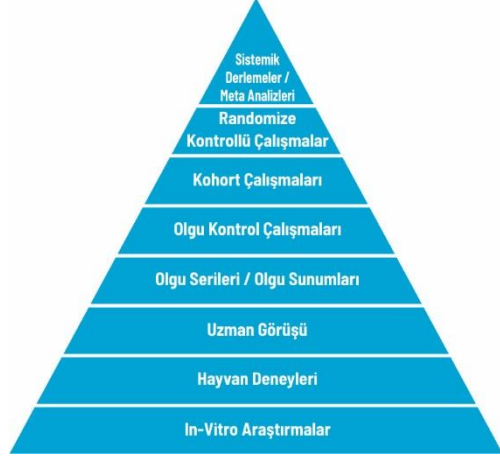 Sistemik
Derlemeler /
Meta Analizleri
Randomize
Kontrollü Çalışmalar
Kohort Çalışmaları
Olgu Kontrol Çalışmaları
Olgu Serileri / Olgu Sunumları
Uzman Görüşü
Hayvan Deneyleri
In-Vitro Araştırmalar